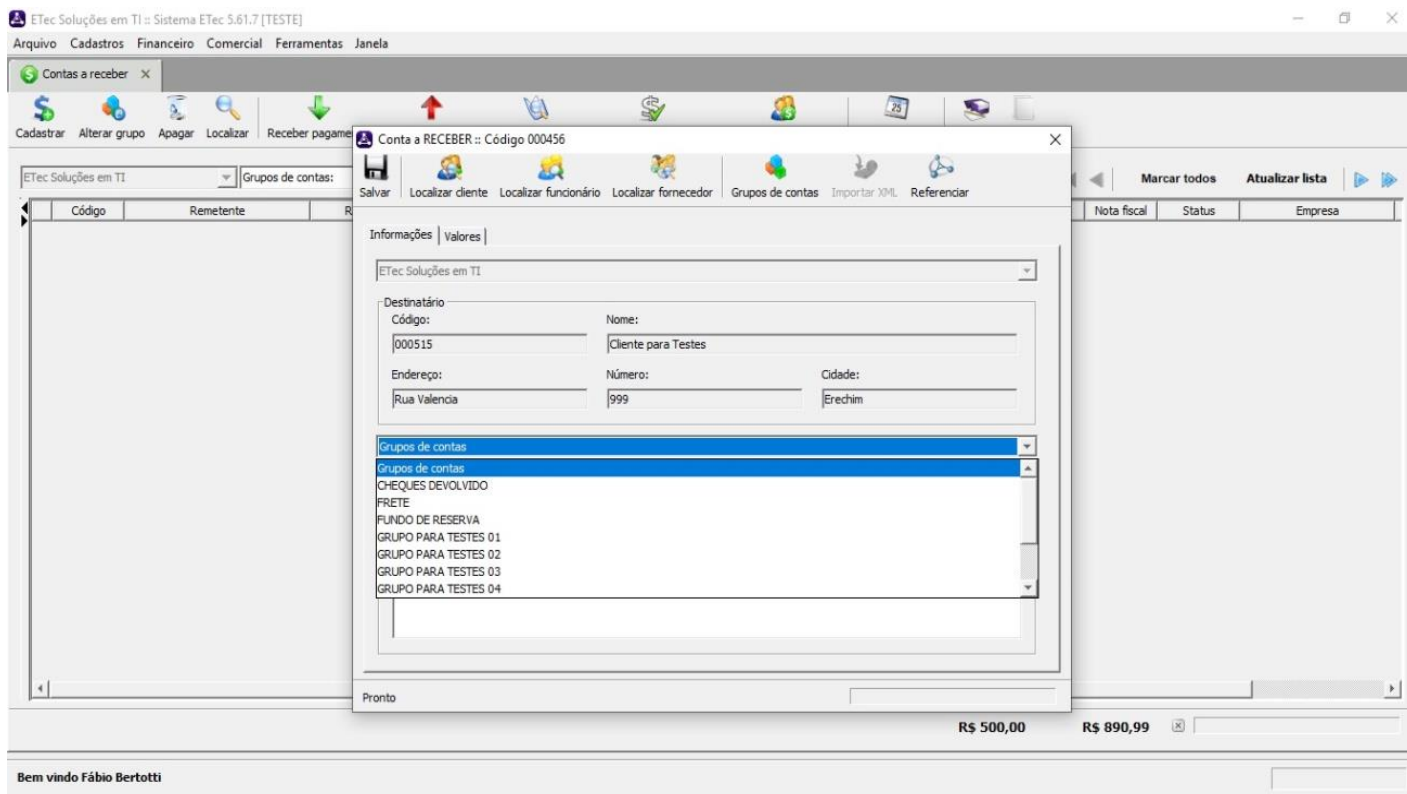 ETec Soluções em TI :: Sistema ETec 5.61.7 [TESTE]
Arquivo Cadastros Financeiro Comercial Ferramentas Janela
Contas a receber X
Cadastrar Alterar grupo Apagar Localizar Receber pagame
25
ETec Soluções em TI Grupos de contas:
Marcar todos Atualizar lista
Código Remetente R Nota fiscal Status Empresa
Conta a RECEBER :: Código 000456
Salvar Localizar cliente Localizar funcionário Localizar fornecedor Grupos de contas Importar XML Referenciar
Informações Valores
ETec Soluções em TI
Destinatário
Código: Nome:
000515 Cliente para Testes
Endereço: Número: Cidade:
Rua Valencia 999 Erechim
Grupos de contas
Grupos de contas
CHEQUES DEVOLVIDO
FRETE
FUNDO DE RESERVA
GRUPO PARA TESTES 01
GRUPO PARA TESTES 02
GRUPO PARA TESTES 03
GRUPO PARA TESTES 04
Pronto
R$ 500,00 R$ 890,99
Bem vindo Fábio Bertotti